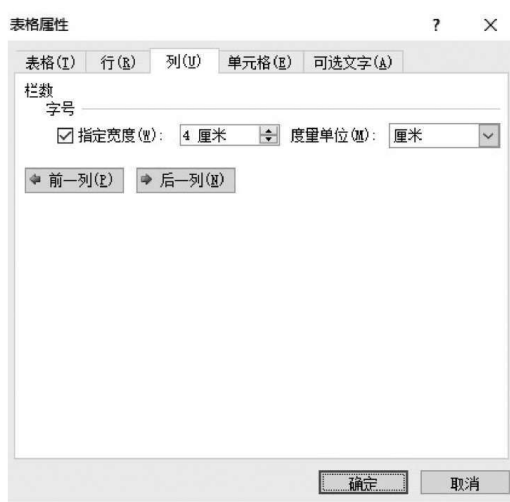 表格属性 ? ×
表格(T) 行(R) 列(U) 单元格(E) 可选文字(A)
栏数
字号
指定宽度(W): 4 厘米 度量单位(M): 厘米
前一列(P) 后一列(N)
确定 取消